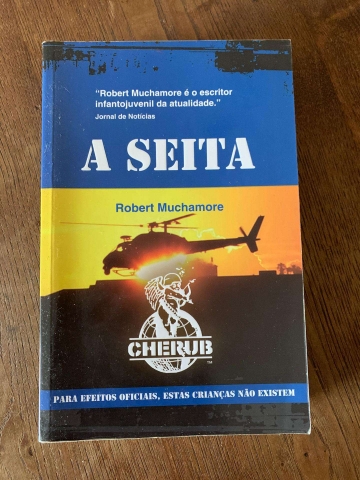 “Robert Muchamore é o escritor
infantojuvenil da atualidade.”
Jornal de Notícias
A SEITA
Robert Muchamore
CHERUB
TM
PARA EFEITOS OFICIAIS, ESTAS CRIANÇAS NÃO EXISTEM